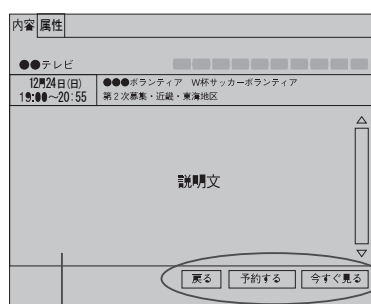 内容 属性
●●テレビ
12月24日(日)
19:00～20:55
●●●ボランティア W杯サッカーボランティア
第2次募集・近畿・東海地区
説明文
戻る 予約する 今すぐ見る